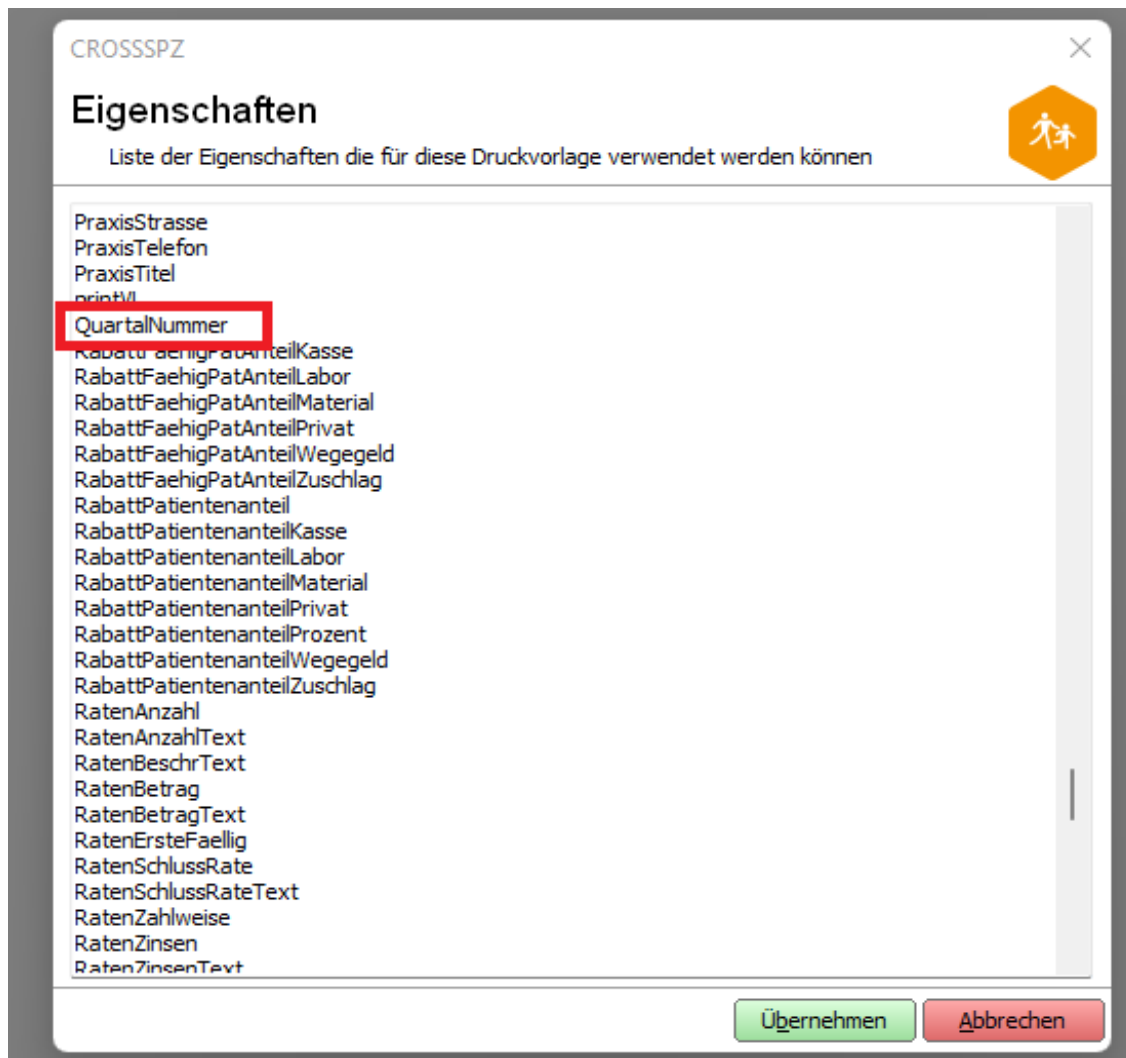 CROSSSPZ
Eigenschaften
Liste der Eigenschaften die für diese Druckvorlage verwendet werden können
PraxisStrasse
PraxisTelefon
PraxisTitel
QuartalNummer
RabattFaehigPatAnteilKasse
RabattFaehigPatAnteilLabor
RabattFaehigPatAnteilMaterial
RabattFaehigPatAnteilPrivat
RabattFaehigPatAnteilWegegeld
RabattFaehigPatAnteilZuschlag
RabattPatientenanteil
RabattPatientenanteilKasse
RabattPatientenanteilLabor
RabattPatientenanteilMaterial
RabattPatientenanteilPrivat
RabattPatientenanteilProzent
RabattPatientenanteilWegegeld
RabattPatientenanteilZuschlag
RatenAnzahl
RatenAnzahlText
RatenBeschrText
RatenBetrag
RatenBetragText
RatenErsteFaellig
RatenSchlussRate
RatenSchlussRateText
RatenZahlweise
RatenZinsen
RatenZinsenText
Übernehmen Abbrechen